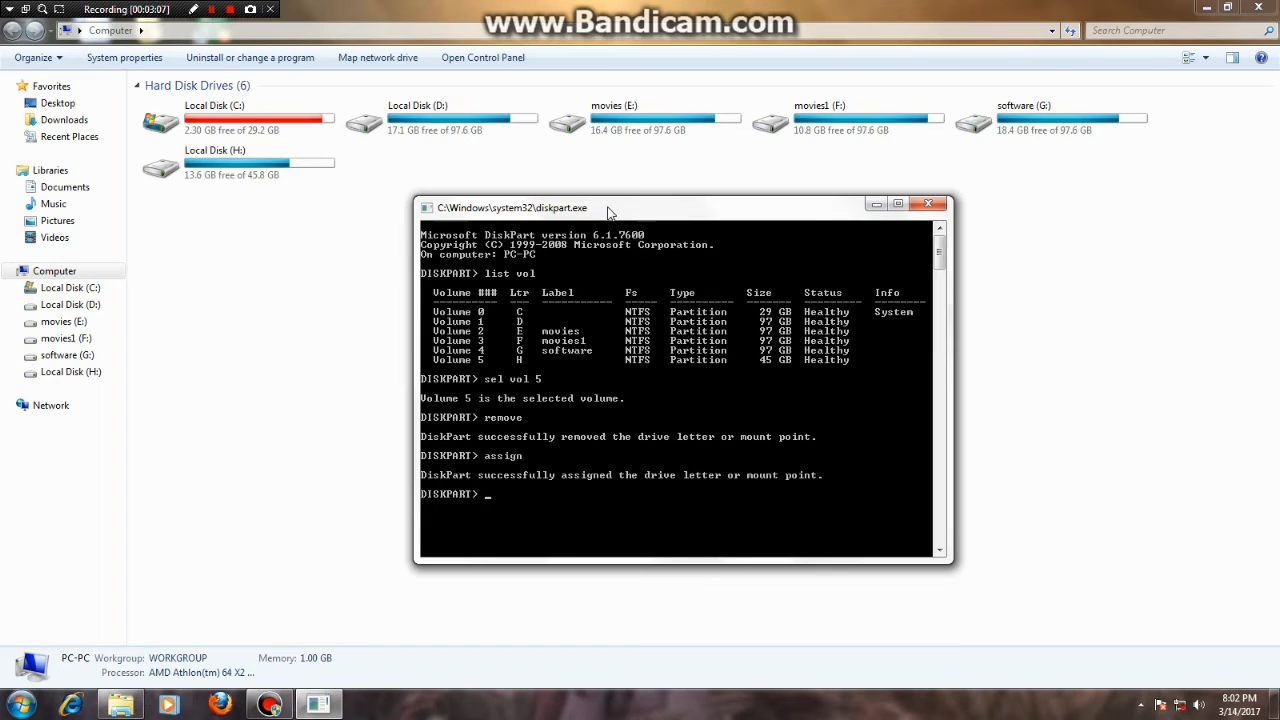 Recording [00:03:07]
www.Bandicam.com
Computer
Search Computer
Organize
System properties
Uninstall or change a program
Map network drive
Open Control Panel
Favorites
Desktop
Downloads
Recent Places
Libraries
Documents
Music
Pictures
Videos
Computer
Local Disk (C:)
Local Disk (D:)
movies (E:)
movies1 (F:)
software (G:)
Local Disk (H:)
Network
Hard Disk Drives (6)
Local Disk (C:)
2.30 GB free of 29.2 GB
Local Disk (D:)
17.1 GB free of 97.6 GB
movies (E:)
16.4 GB free of 97.6 GB
movies1 (F:)
10.8 GB free of 97.6 GB
software (G:)
18.4 GB free of 97.6 GB
Local Disk (H:)
13.6 GB free of 45.8 GB
C:\Windows\system32\diskpart.exe
Microsoft DiskPart version 6.1.7600
Copyright (C) 1999-2008 Microsoft Corporation.
On computer: PC-PC
DISKPART> list vol
Volume ### Ltr Label Fs Type Size Status Info
---------- --- ----------- ----- ---------- ------- --------- --------
Volume 0 C NTFS Partition 29 GB Healthy System
Volume 1 D NTFS Partition 97 GB Healthy
Volume 2 E movies NTFS Partition 97 GB Healthy
Volume 3 F movies1 NTFS Partition 97 GB Healthy
Volume 4 G software NTFS Partition 97 GB Healthy
Volume 5 H NTFS Partition 45 GB Healthy
DISKPART> sel vol 5
Volume 5 is the selected volume.
DISKPART> remove
DiskPart successfully removed the drive letter or mount point.
DISKPART> assign
DiskPart successfully assigned the drive letter or mount point.
DISKPART> _
PC-PC Workgroup: WORKGROUP Memory: 1.00 GB
Processor: AMD Athlon(tm) 64 X2 ...
8:02 PM
3/14/2017